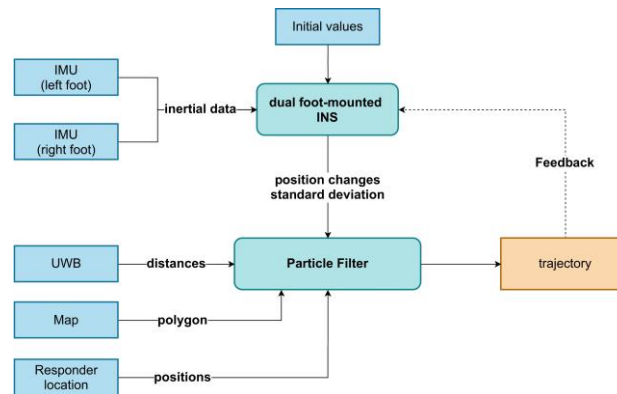 Initial values
IMU
(left foot)
inertial data
dual foot-mounted
INS
IMU
(right foot)
Feedback
position changes
standard deviation
UWB
distances
Particle Filter
trajectory
Map
polygon
Responder
location
positions